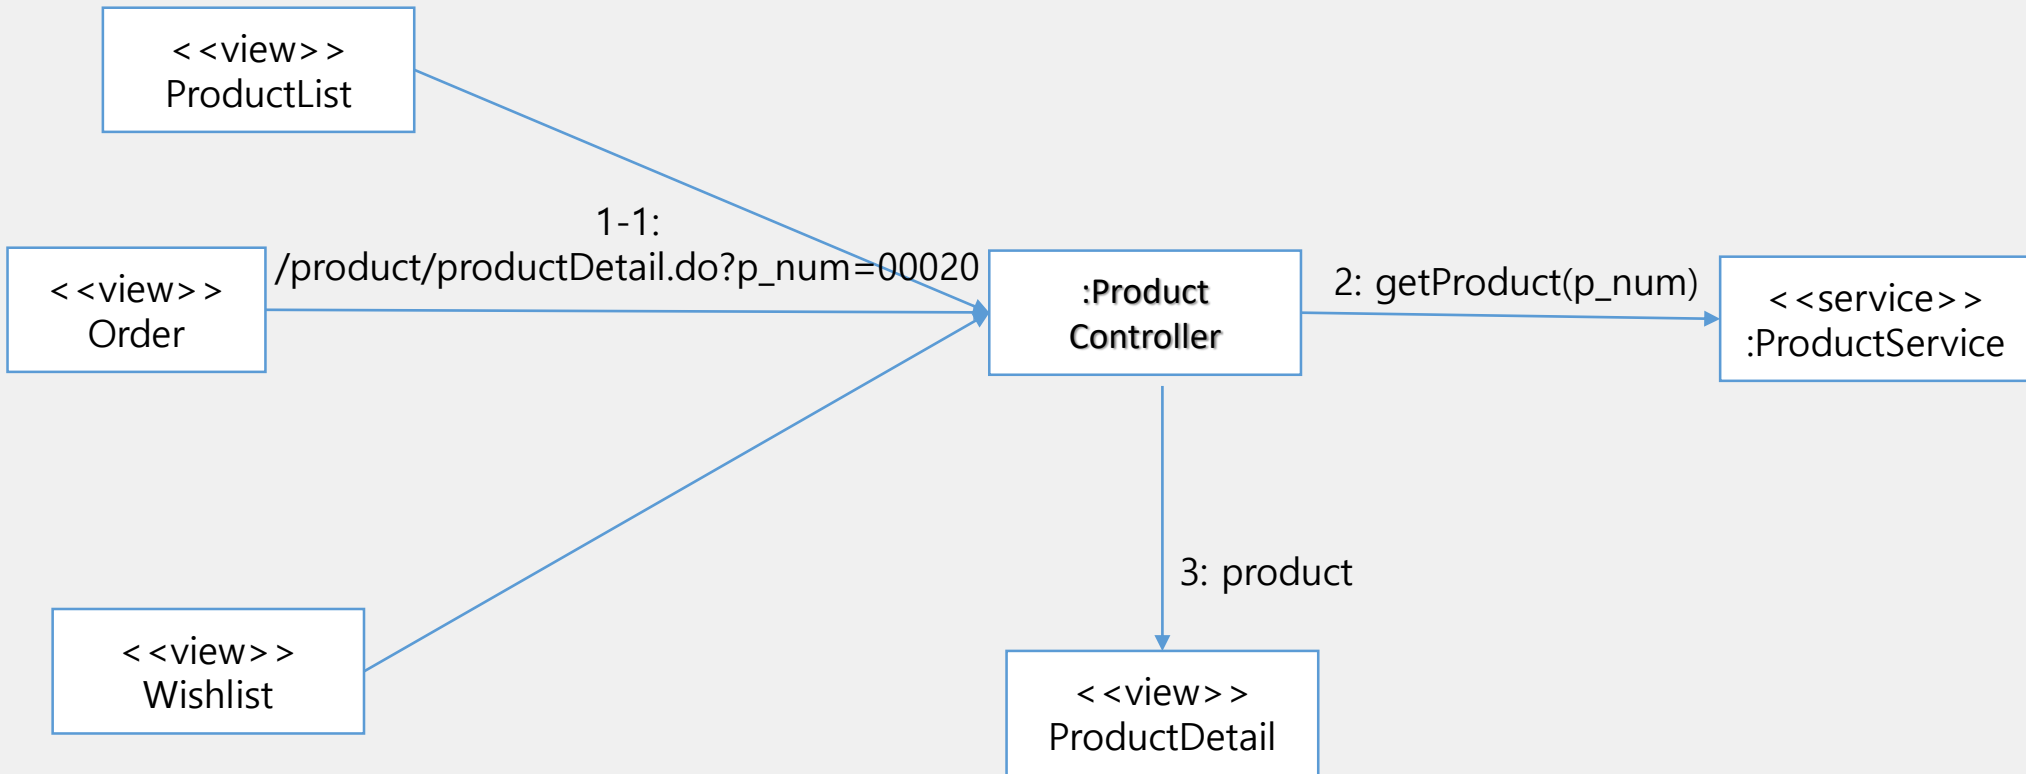 <<view>>
ProductList
1-1:
/product/productDetail.do?p_num=00020
<<view>>
Order
:Product
Controller
2: getProduct(p_num)
<<service>>
:ProductService
3: product
<<view>>
Wishlist
<<view>>
ProductDetail